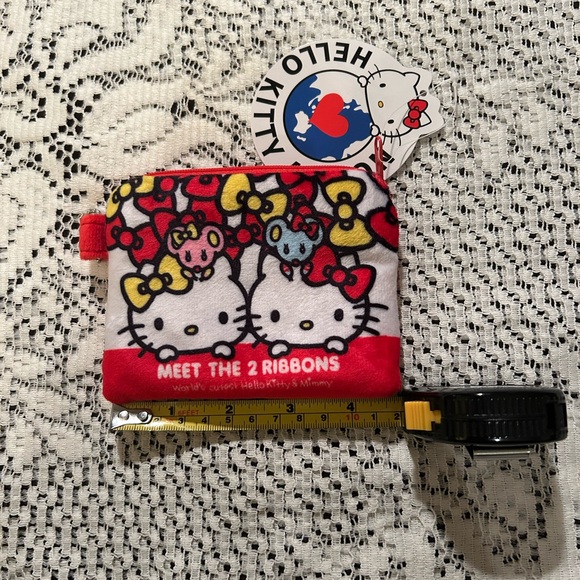 HELLO KITTY
MEET THE 2 RIBBONS
World's cutest Hello Kitty & Mimmy
1 2 3 4